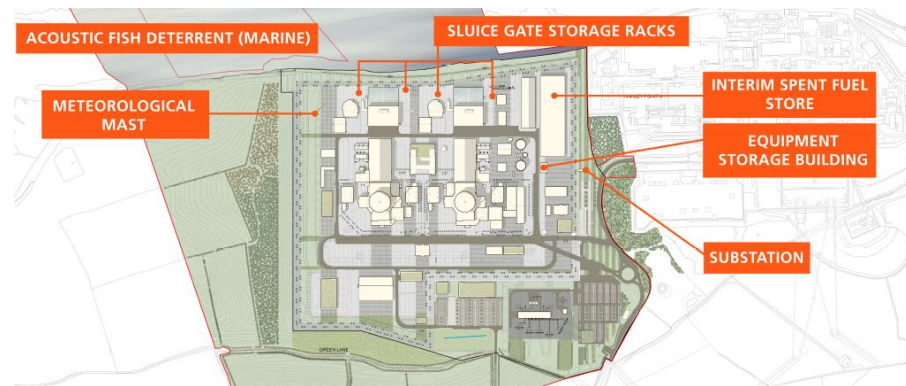 ACOUSTIC FISH DETERRENT (MARINE)
SLUICE GATE STORAGE RACKS
METEOROLOGICAL
MAST
INTERIM SPENT FUEL
STORE
EQUIPMENT
STORAGE BUILDING
SUBSTATION
GREEN LANE